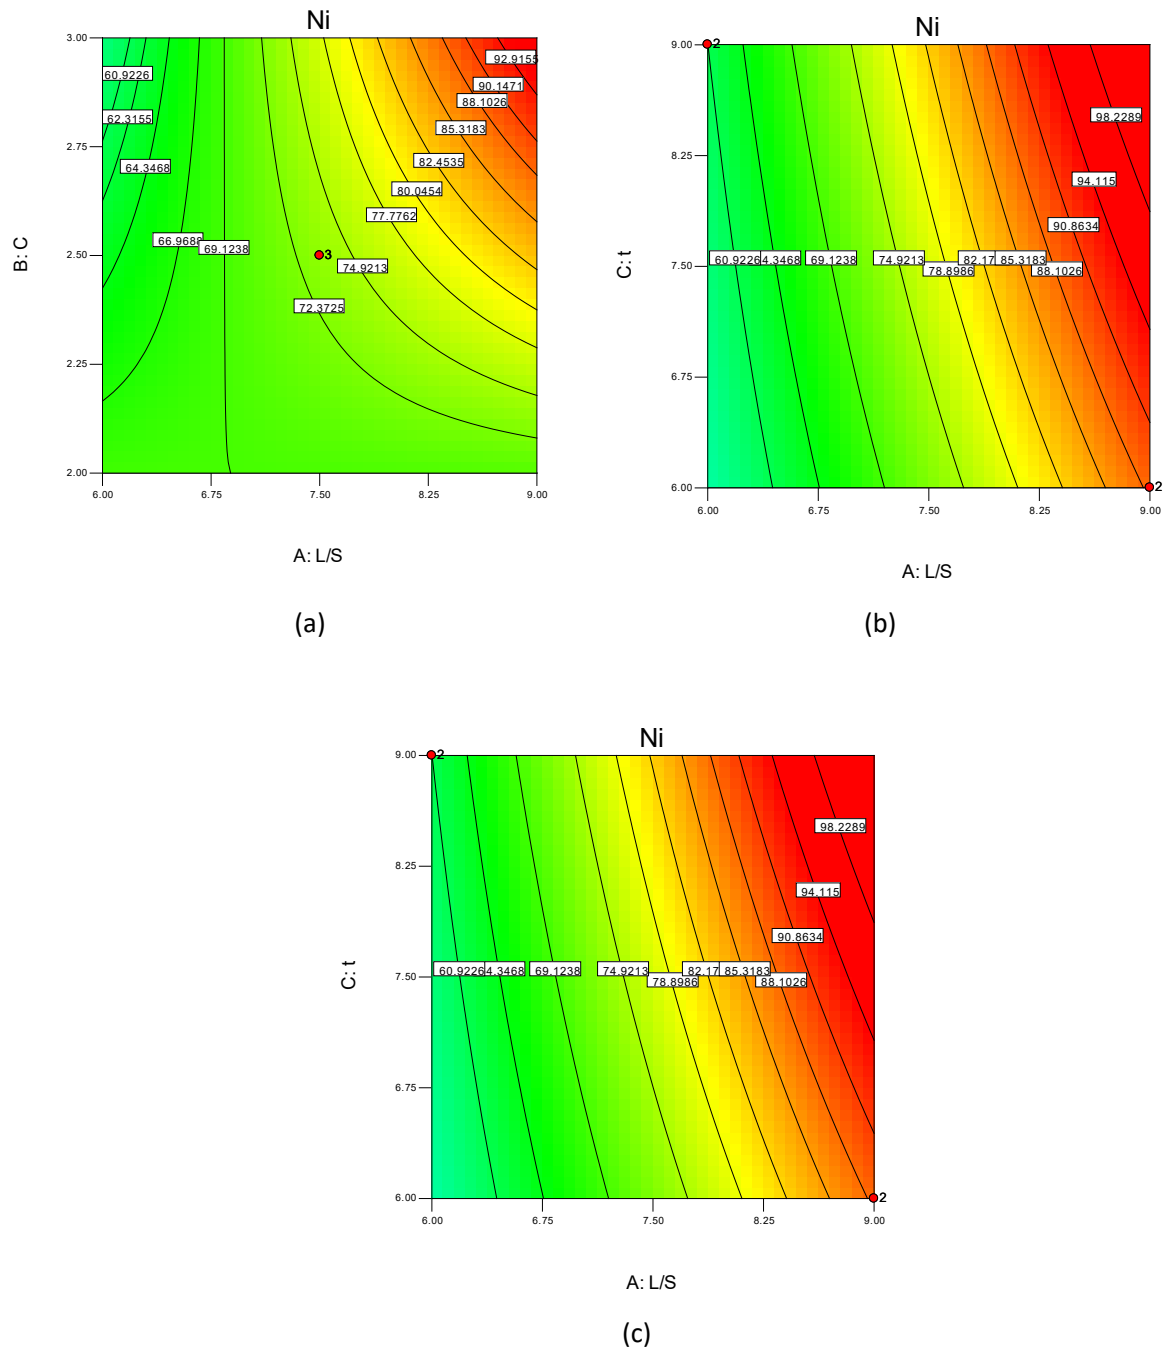 Ni
3.00
2.75
2.50
2.25
2.00
B: C
60.9226
62.3155
64.3468
66.9688
69.1238
72.3725
74.9213
77.7762
80.0454
82.4535
85.3183
88.1026
90.1471
92.9155
3
6.00 6.75 7.50 8.25 9.00
A: L/S
(a)
Ni
9.00
8.25
7.50
6.75
6.00
C: t
2
98.2289
94.115
90.8634
60.9226 4.3468 69.1238 74.9213 82.17 85.3183
78.8986 88.1026
2
6.00 6.75 7.50 8.25 9.00
A: L/S
(b)
Ni
9.00
8.25
7.50
6.75
6.00
C: t
2
98.2289
94.115
90.8634
60.9226 4.3468 69.1238 74.9213 82.17 85.3183
78.8986 88.1026
2
6.00 6.75 7.50 8.25 9.00
A: L/S
(c)